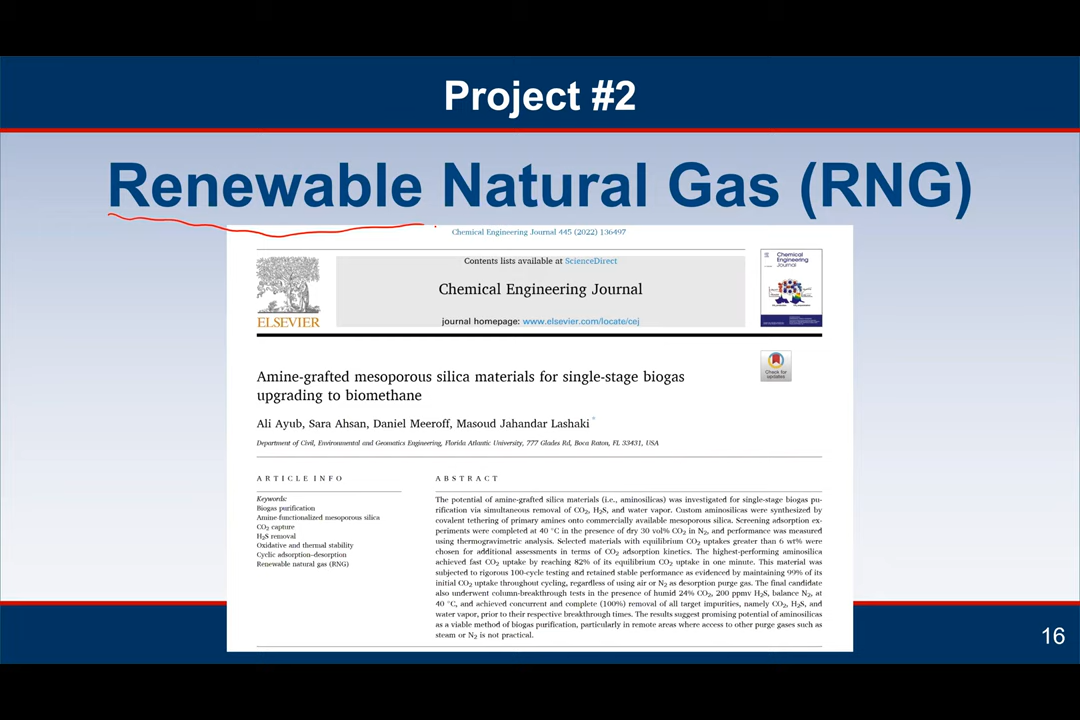 Project #2
Renewable Natural Gas (RNG)
Chemical Engineering Journal 445 (2022) 136497
Contents lists available at ScienceDirect
Chemical Engineering Journal
journal homepage: www.elsevier.com/locate/cej
ELSEVIER
Chemical
Engineering
Journal
Check for
updates
Amine-grafted mesoporous silica materials for single-stage biogas
upgrading to biomethane
Ali Ayub, Sara Ahsan, Daniel Meeroff, Masoud Jahandar Lashaki *
Department of Civil, Environmental and Geomatics Engineering, Florida Atlantic University, 777 Glades Rd, Boca Raton, FL 33431, USA
ARTICLE INFO
Keywords:
Biogas purification
Amine-functionalized mesoporous silica
CO2 capture
H2S removal
Oxidative and thermal stability
Cyclic adsorption–desorption
Renewable natural gas (RNG)
ABSTRACT
The potential of amine-grafted silica materials (i.e., aminosilicas) was investigated for single-stage biogas pu-
rification via simultaneous removal of CO2, H2S, and water vapor. Custom aminosilicas were synthesized by
covalent tethering of primary amines onto commercially available mesoporous silica. Screening adsorption ex-
periments were completed at 40 °C in the presence of dry 30 vol% CO2 in N2, and performance was measured
using thermogravimetric analysis. Selected materials with equilibrium CO2 uptakes greater than 6 wt% were
chosen for additional assessments in terms of CO2 adsorption kinetics. The highest-performing aminosilica
achieved fast CO2 uptake by reaching 82% of its equilibrium CO2 uptake in one minute. This material was
subjected to rigorous 100-cycle testing and retained stable performance as evidenced by maintaining 99% of its
initial CO2 uptake throughout cycling, regardless of using air or N2 as desorption purge gas. The final candidate
also underwent column-breakthrough tests in the presence of humid 24% CO2, 200 ppmv H2S, balance N2, at
40 °C, and achieved concurrent and complete (100%) removal of all target impurities, namely CO2, H2S, and
water vapor, prior to their respective breakthrough times. The results suggest promising potential of aminosilicas
as a viable method of biogas purification, particularly in remote areas where access to other purge gases such as
steam or N2 is not practical.
16